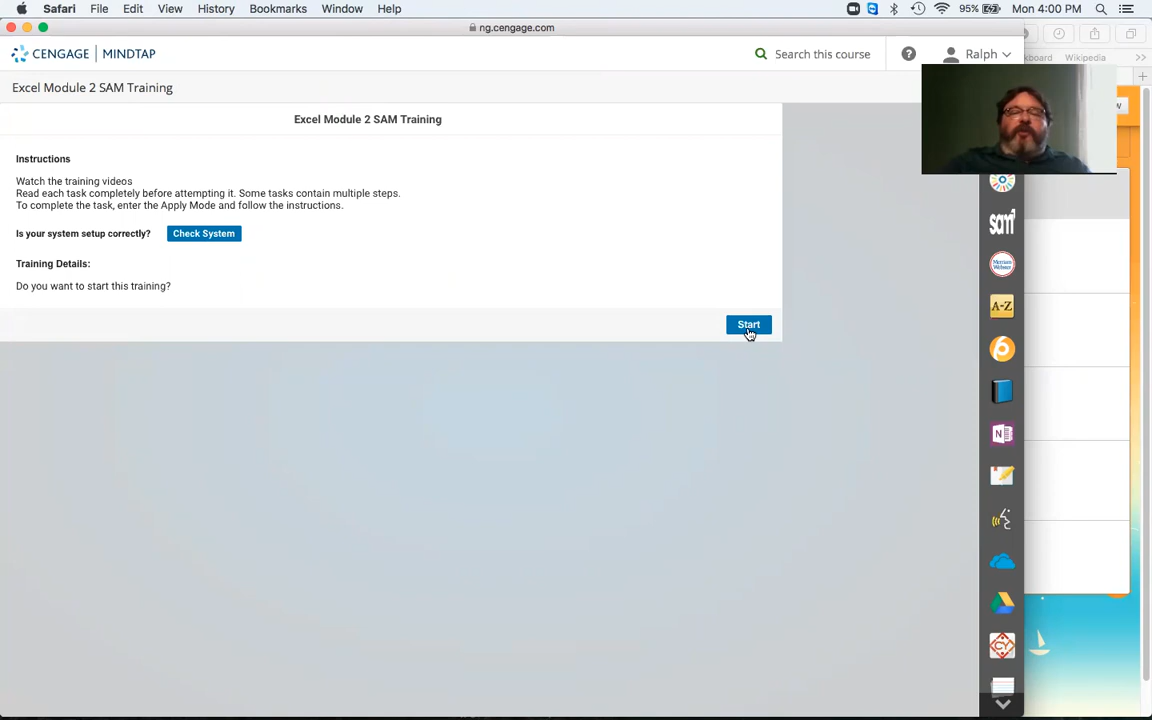 Safari File Edit View History Bookmarks Window Help 95% Mon 4:00 PM
ng.cengage.com
CENGAGE | MINDTAP Search this course ? Ralph
Wikipedia
Excel Module 2 SAM Training
Excel Module 2 SAM Training
Instructions
Watch the training videos
Read each task completely before attempting it. Some tasks contain multiple steps.
To complete the task, enter the Apply Mode and follow the instructions.
Is your system setup correctly? Check System
Training Details:
Do you want to start this training?
Start
sam
Merriam Webster
A-Z
N
CY